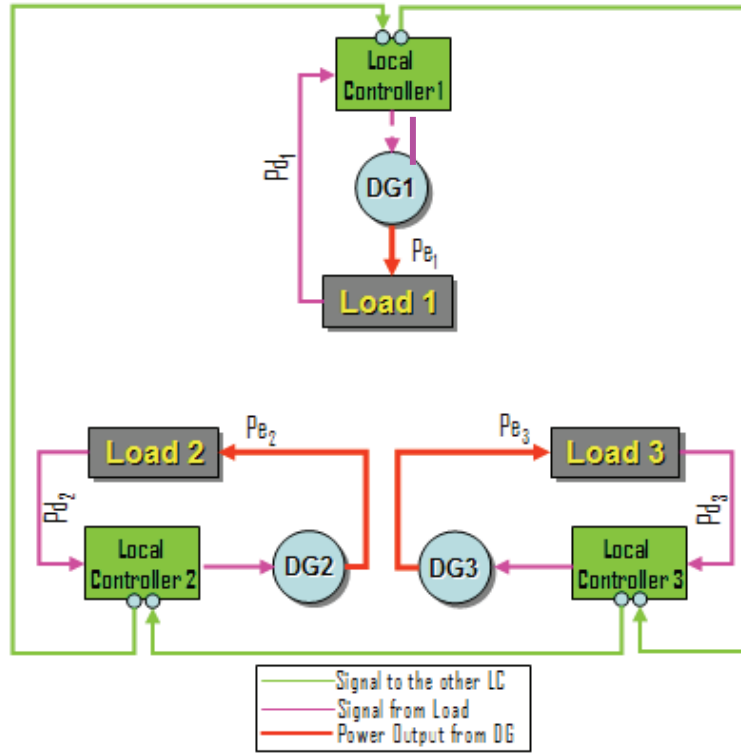 Local
Controller1
Pd₁
DG1
Pe₁
Load 1
Load 2
Pe₂
Pe₃
Load 3
Pd₂
Pd₃
Local
Controller 2
DG2
DG3
Local
Controller 3
Signal to the other LC
Signal from Load
Power Output from DG